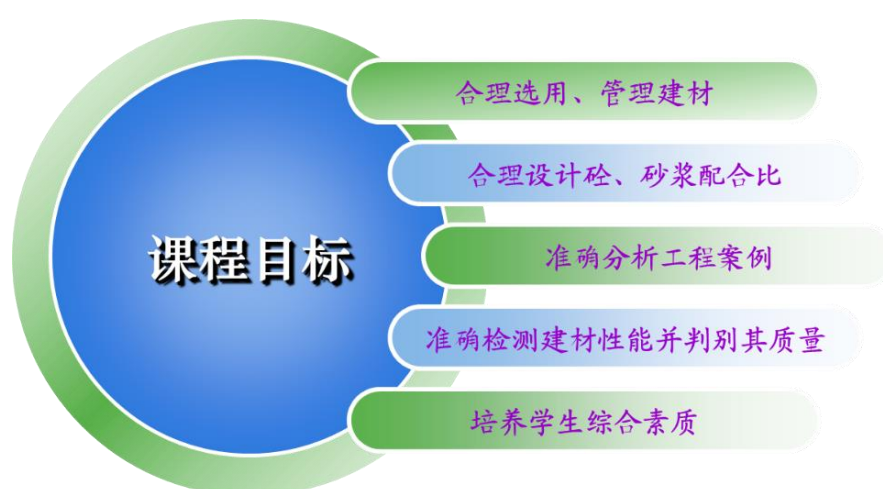 课程目标
合理选用、管理建材
合理设计砼、砂浆配合比
准确分析工程案例
准确检测建材性能并判别其质量
培养学生综合素质